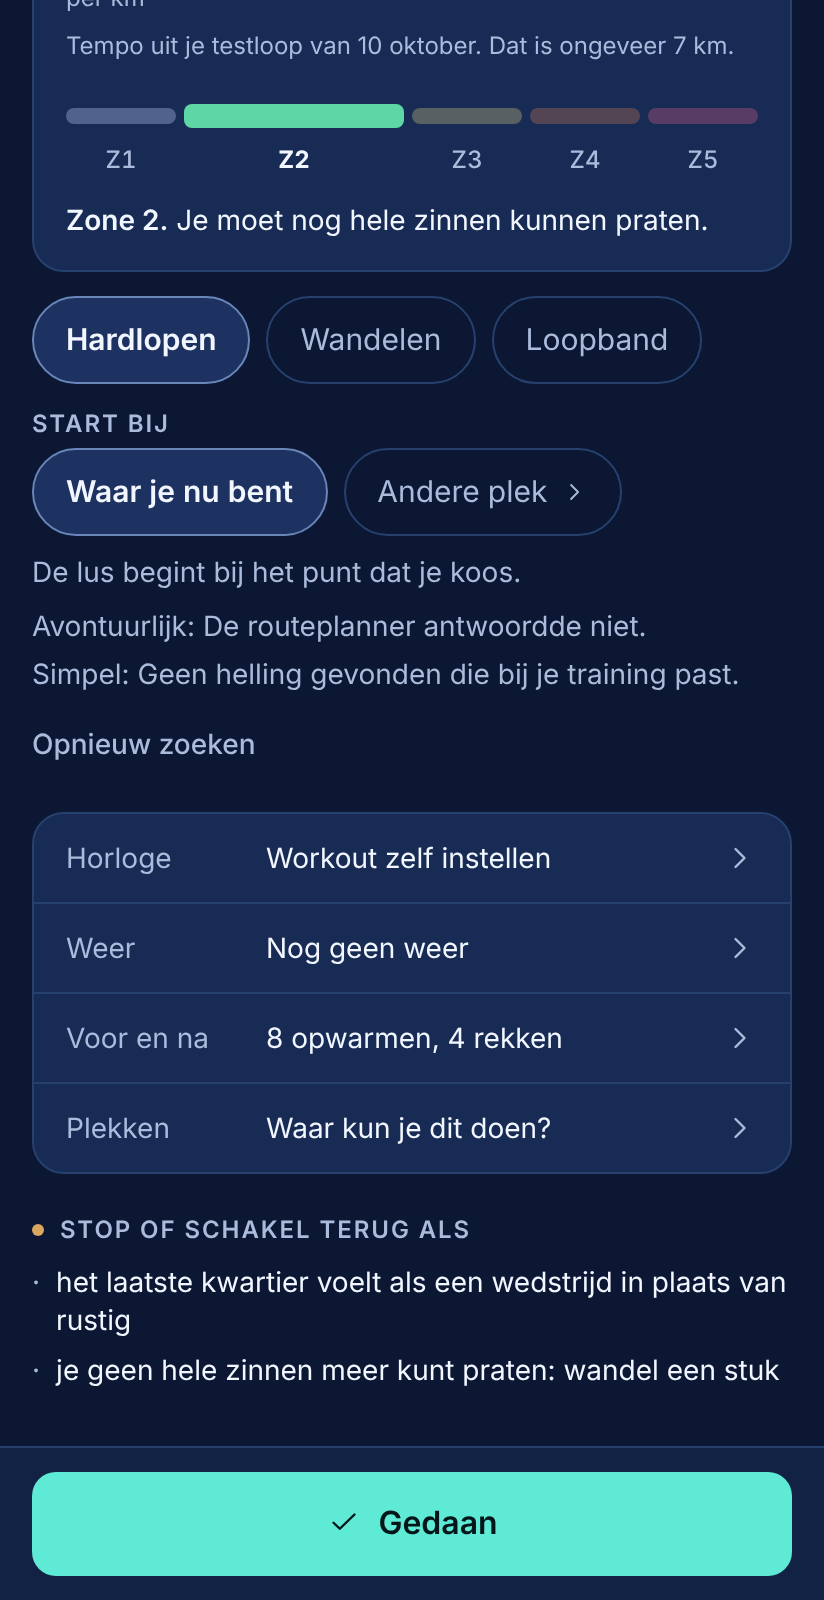 per km
Tempo uit je testloop van 10 oktober. Dat is ongeveer 7 km.
Z1 Z2 Z3 Z4 Z5
Zone 2. Je moet nog hele zinnen kunnen praten.
Hardlopen Wandelen Loopband
START BIJ
Waar je nu bent Andere plek
De lus begint bij het punt dat je koos.
Avontuurlijk: De routeplanner antwoordde niet.
Simpel: Geen helling gevonden die bij je training past.
Opnieuw zoeken
Horloge Workout zelf instellen
Weer Nog geen weer
Voor en na 8 opwarmen, 4 rekken
Plekken Waar kun je dit doen?
STOP OF SCHAKEL TERUG ALS
· het laatste kwartier voelt als een wedstrijd in plaats van
rustig
· je geen hele zinnen meer kunt praten: wandel een stuk
Gedaan